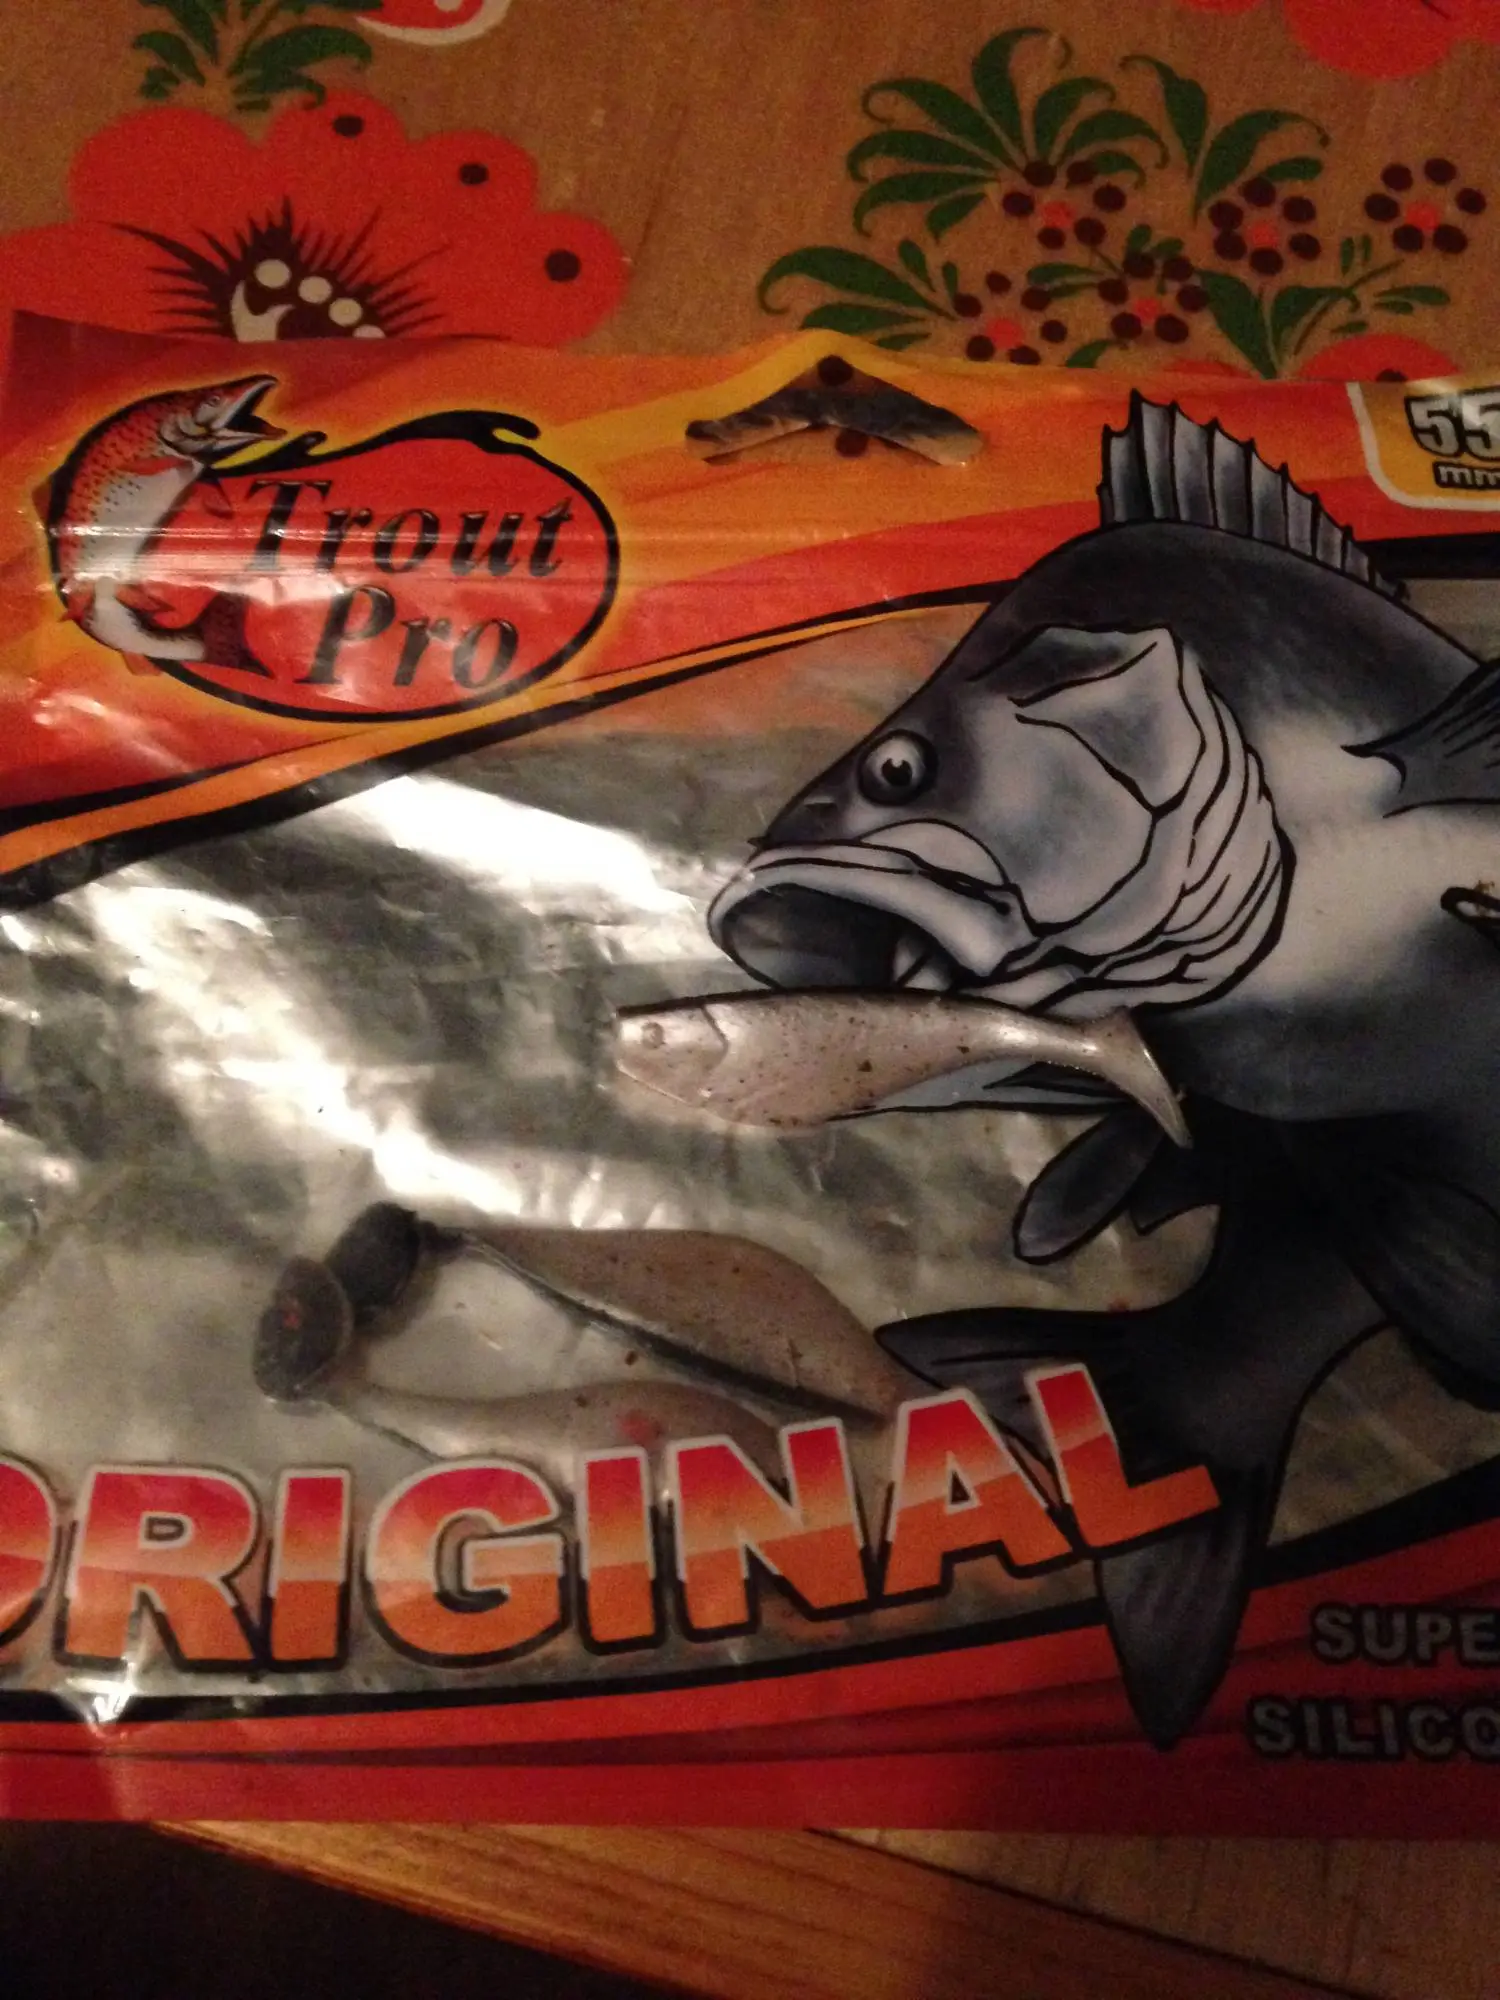 55
mm
Trout
Pro
ORIGINAL
SUPE
SILICO